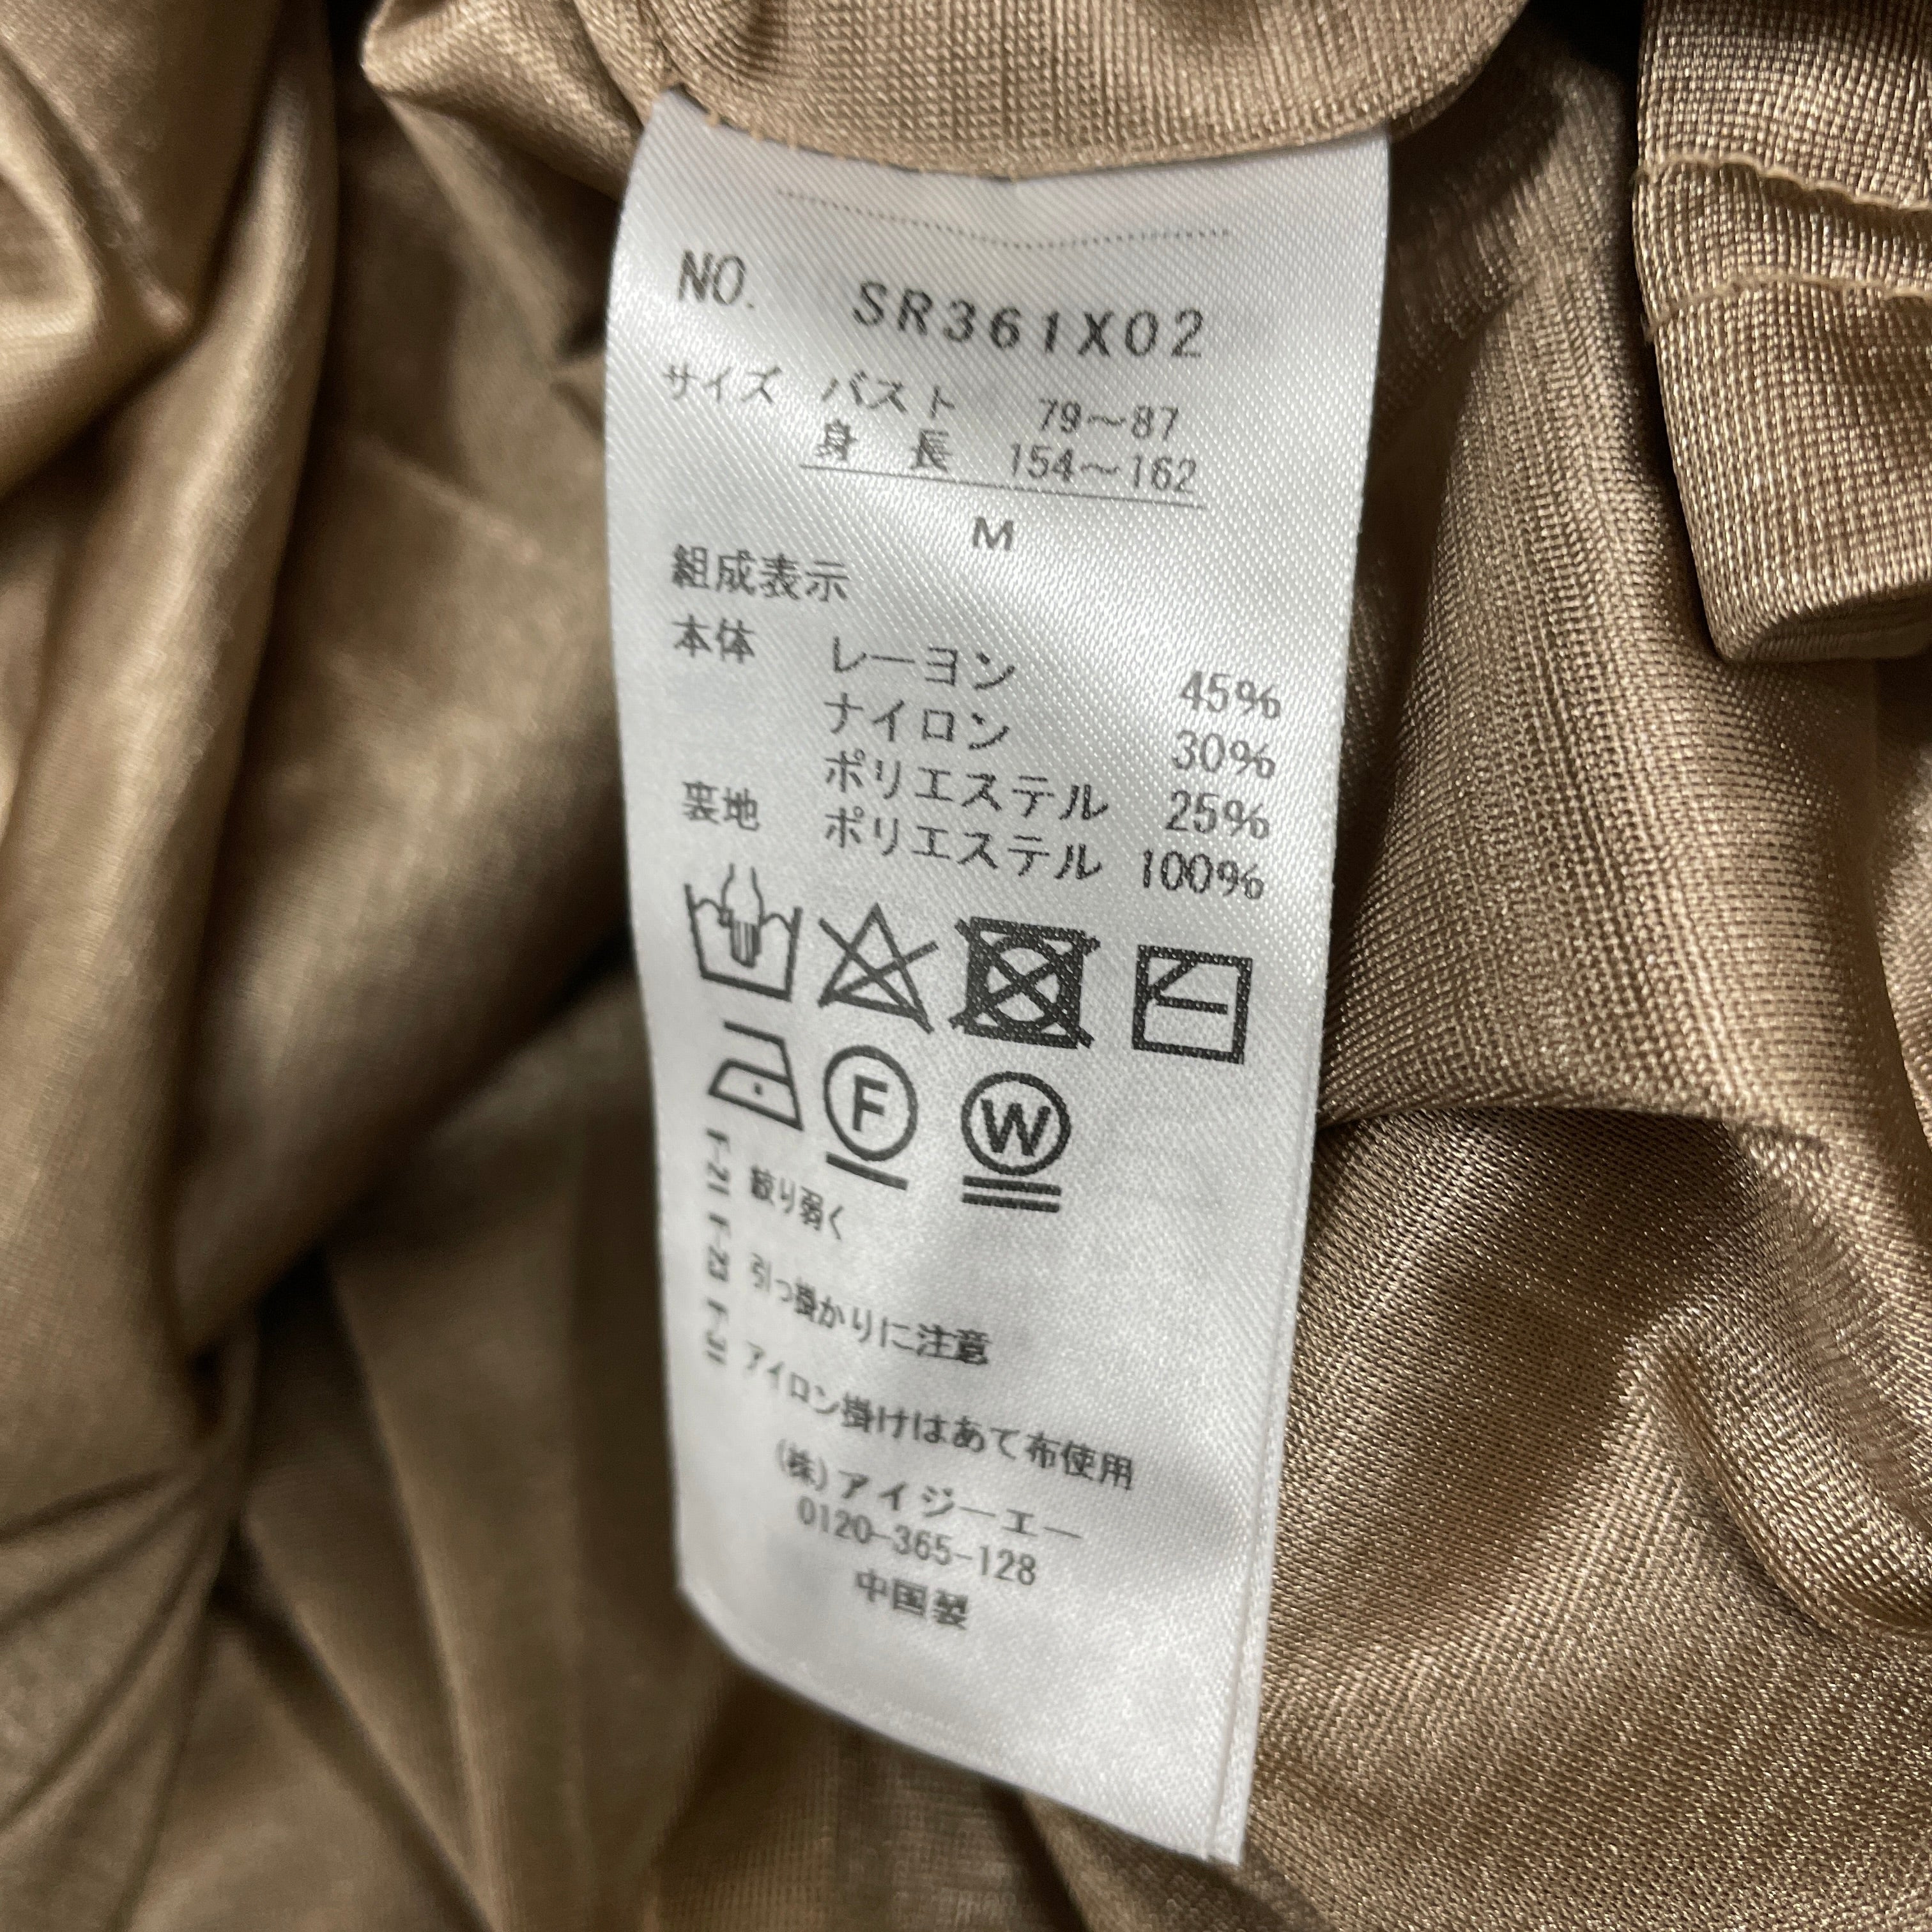 NO. SR361X02
サイズ バスト 79～87
身 長 154～162
M
組成表示
本体 レーヨン 45%
ナイロン 30%
ポリエステル 25%
裏地 ポリエステル 100%
F W
T-21 絞り弱く
T-23 引っ掛かりに注意
T-31 アイロン掛けはあて布使用
(株)アイジーエー
0120-365-128
中国製